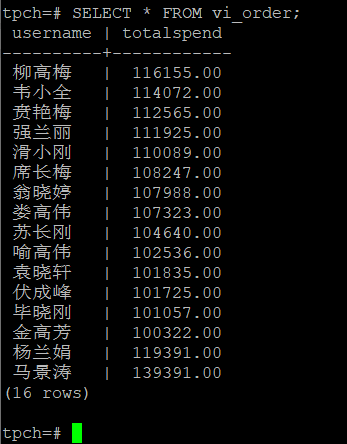 tpch=# SELECT * FROM vi_order;
username | totalspend
----------+------------
柳高梅 | 116155.00
韦小全 | 114072.00
贲艳梅 | 112565.00
强兰丽 | 111925.00
滑小刚 | 110089.00
席长梅 | 108247.00
翁晓婷 | 107988.00
娄高伟 | 107323.00
苏长刚 | 104640.00
喻高伟 | 102536.00
袁晓轩 | 101835.00
伏成峰 | 101725.00
毕晓刚 | 101057.00
金高芳 | 100322.00
杨兰娟 | 119391.00
马景涛 | 139391.00
(16 rows)
tpch=#